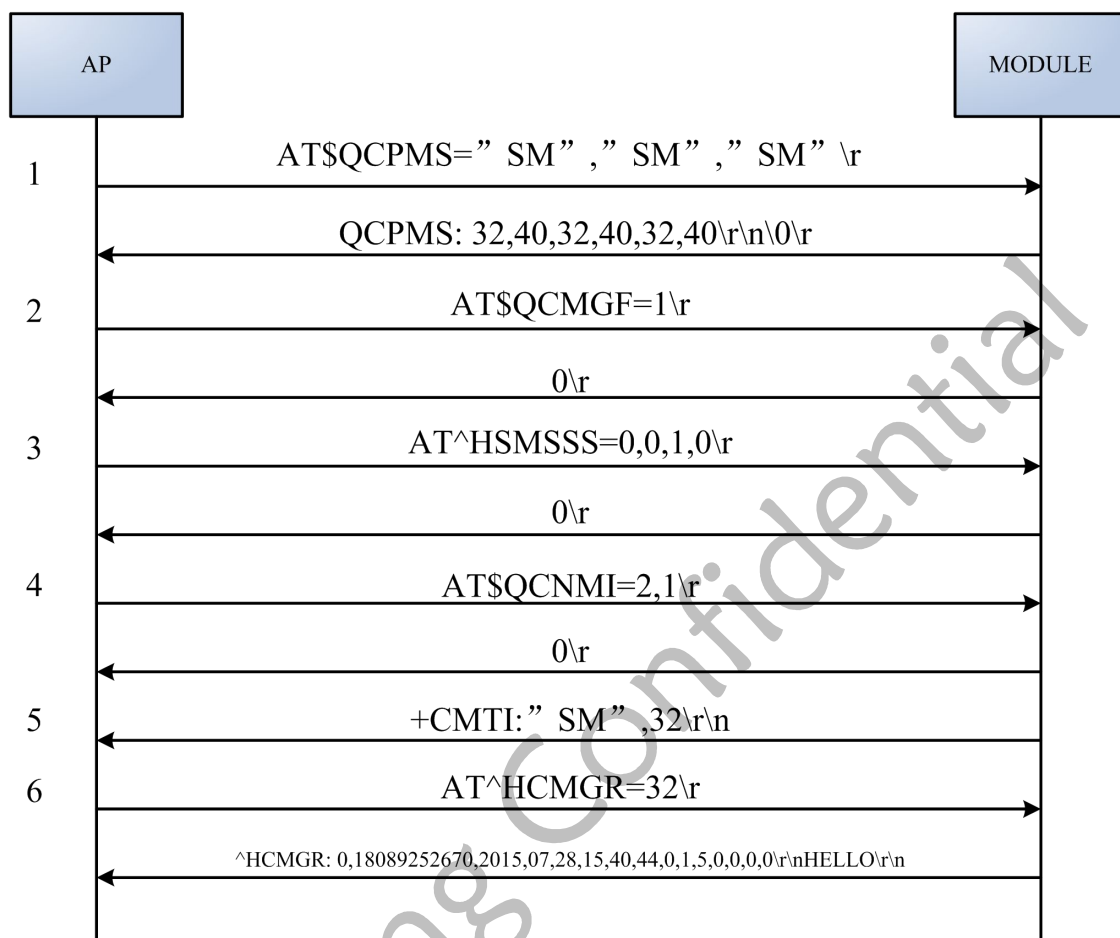 AP
MODULE
1
AT$QCPMS=” SM” ,” SM” ,” SM” \r
QCPMS: 32,40,32,40,32,40\r\n\0\r
2
AT$QCMGF=1\r
0\r
3
AT^HSMSSS=0,0,1,0\r
0\r
4
AT$QCNMI=2,1\r
0\r
5
+CMTI:” SM” ,32\r\n
6
AT^HCMGR=32\r
^HCMGR: 0,18089252670,2015,07,28,15,40,44,0,1,5,0,0,0,0\r\nHELLO\r\n
ng Confidential